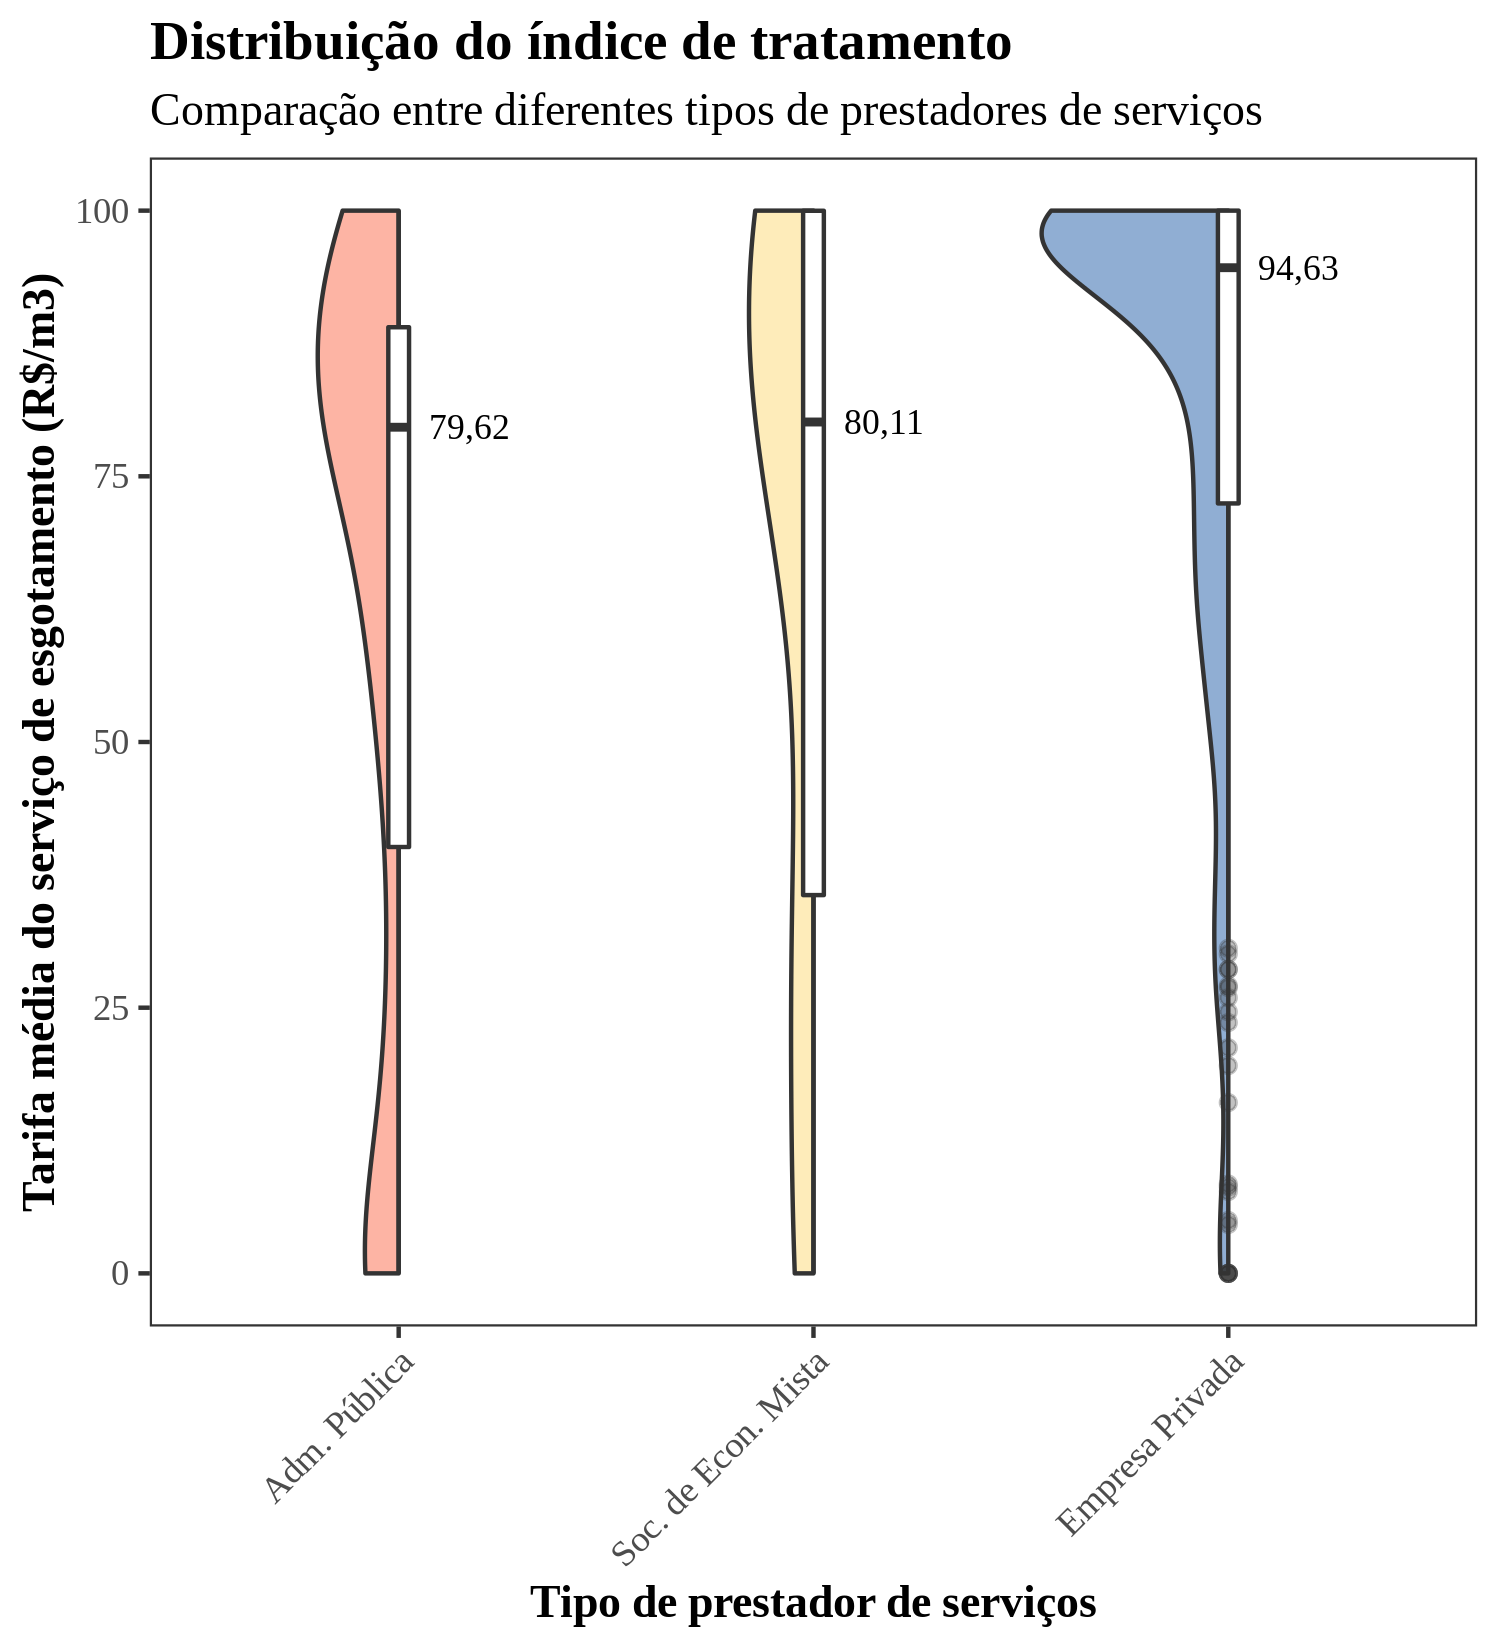 Distribuição do índice de tratamento
Comparação entre diferentes tipos de prestadores de serviços
Tarifa média do serviço de esgotamento (R$/m3)
100
75
50
25
0
94,63
79,62
80,11
Adm. Pública
Soc. de Econ. Mista
Empresa Privada
Tipo de prestador de serviços